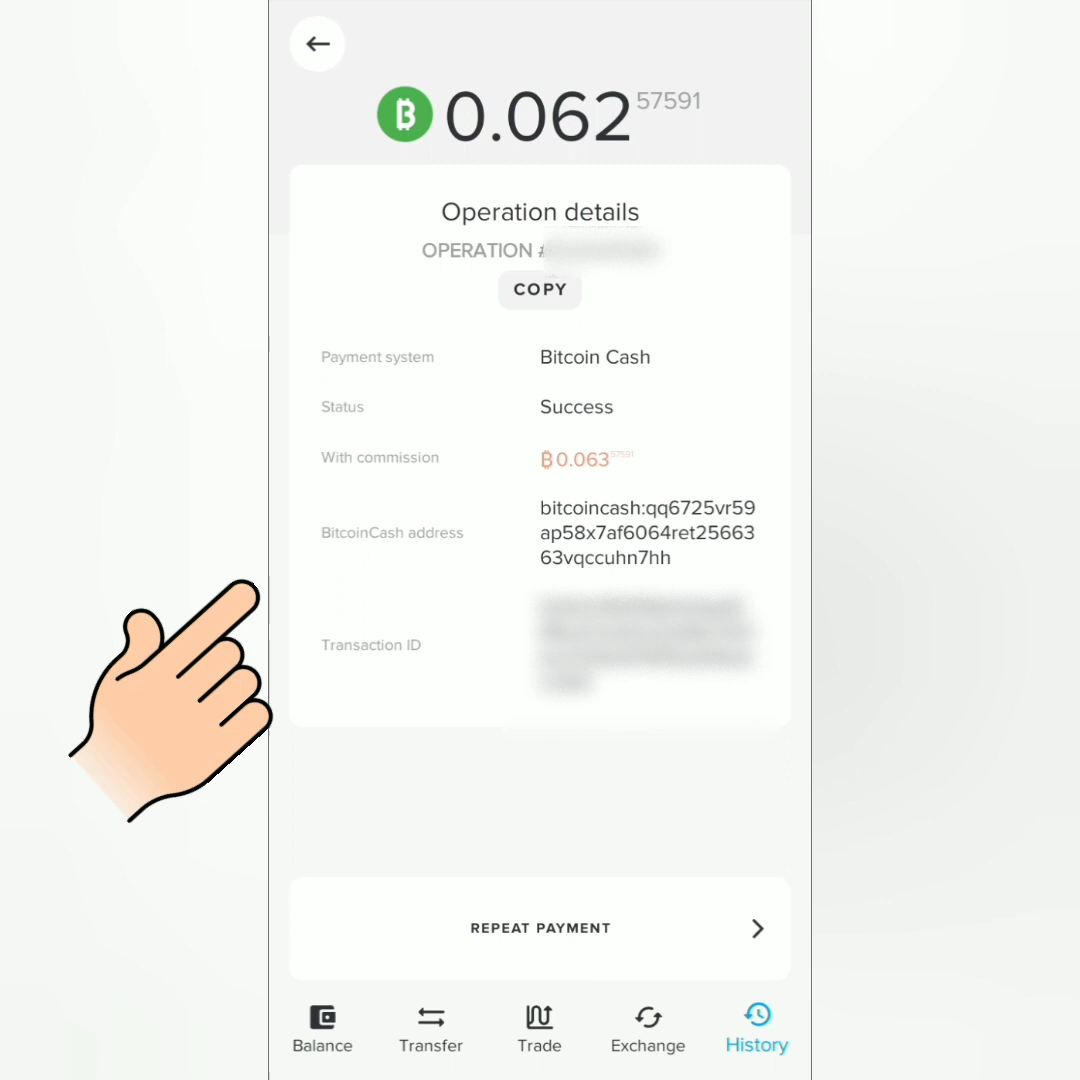 0.062 57591
Operation details
OPERATION #
COPY
Payment system Bitcoin Cash
Status Success
With commission ₿0.063 57591
BitcoinCash address bitcoincash:qq6725vr59
ap58x7af6064ret25663
63vqccuhn7hh
Transaction ID
REPEAT PAYMENT
Balance Transfer Trade Exchange History